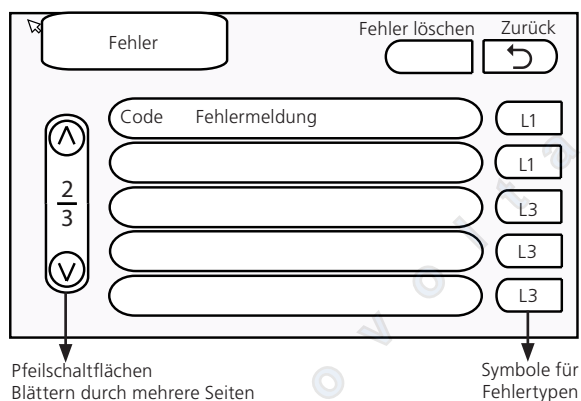 Fehler
Fehler löschen
Zurück
Code Fehlermeldung
L1
L1
2
3
L3
L3
L3
Pfeilschaltflächen
Blättern durch mehrere Seiten
Symbole für
Fehlertypen